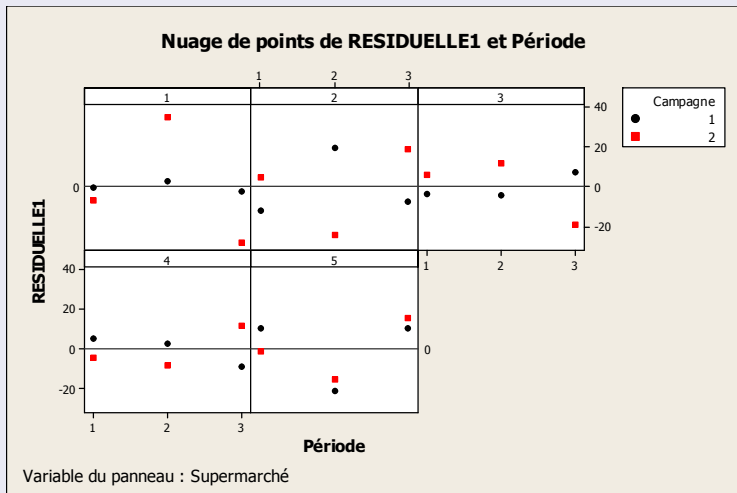 Nuage de points de RESIDUELLE1 et Période
1 2 3
1 2 3
40
20
0
-20
0
Campagne
1
2
4 5
40
20
0
-20
0
1 2 3
1 2 3
RESIDUELLE1
Période
Variable du panneau : Supermarché